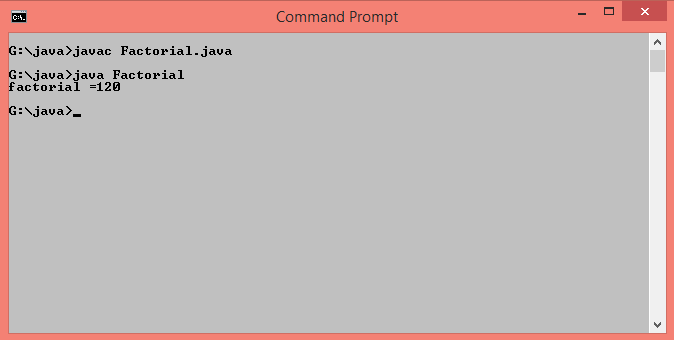 Command Prompt
G:\java>javac Factorial.java
G:\java>java Factorial
factorial =120
G:\java>